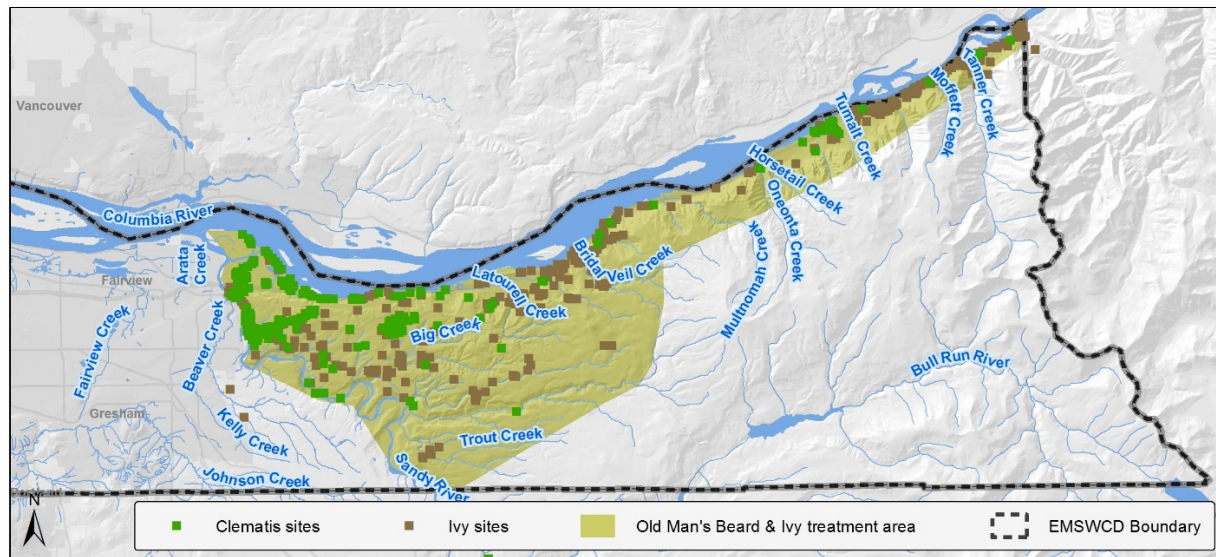 Vancouver
Columbia River
Arata
Creek
Fairview
Fairview Creek
Beaver Creek
Gresham
Kelly Creek
Johnson Creek
Sandy River
Trout Creek
Big Creek
Latourell Creek
Bridal Veil Creek
Multnomah Creek
Oneonta Creek
Horsetail Creek
Tumalt Creek
Moffett Creek
Tanner Creek
Bull Run River
N
Clematis sites
Ivy sites
Old Man's Beard & Ivy treatment area
EMSWCD Boundary